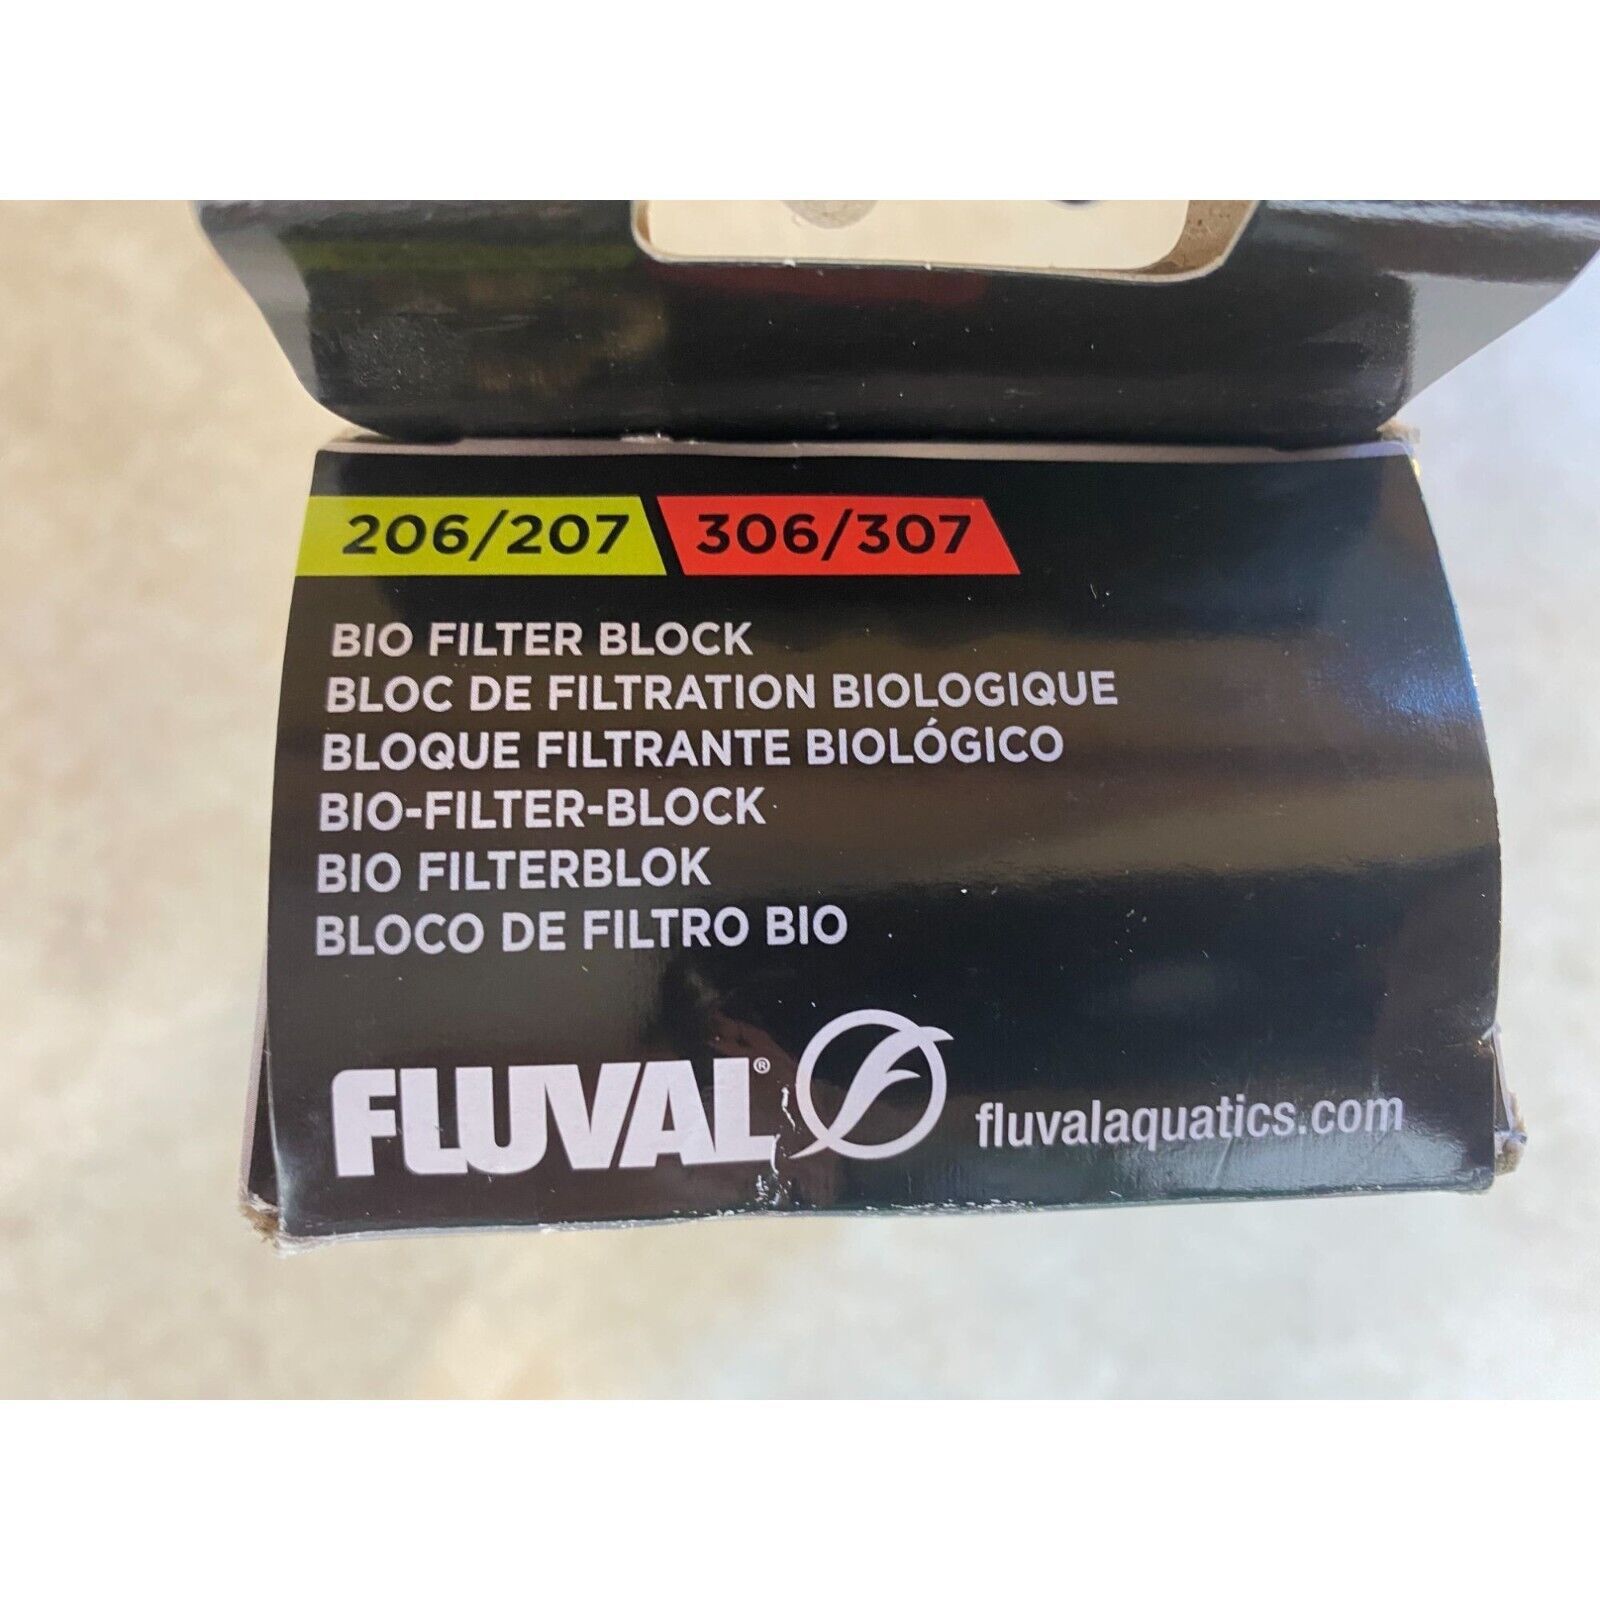 206/207 306/307
BIO FILTER BLOCK
BLOC DE FILTRATION BIOLOGIQUE
BLOQUE FILTRANTE BIOLÓGICO
BIO-FILTER-BLOCK
BIO FILTERBLOK
BLOCO DE FILTRO BIO
FLUVAL® fluvalaquatics.com